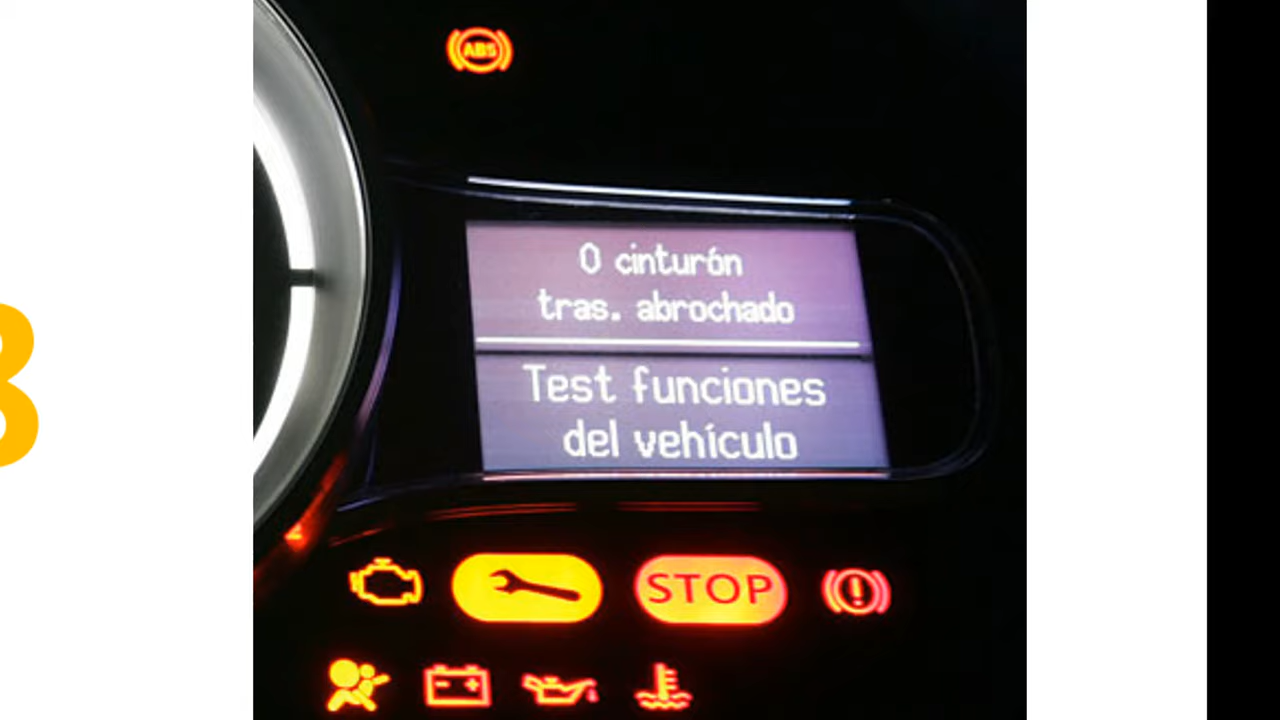 ABS
0 cinturón
tras. abrochado
Test funciones
del vehículo
STOP